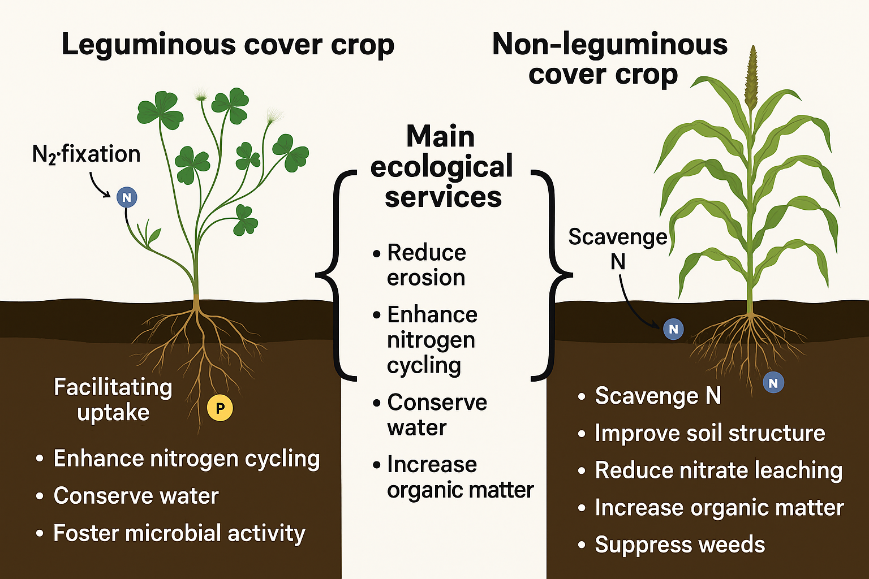 Leguminous cover crop
N₂-fixation
N
Facilitating
uptake
P
• Enhance nitrogen cycling
• Conserve water
• Foster microbial activity
Main
ecological
services
• Reduce
erosion
• Enhance
nitrogen
cycling
• Conserve
water
• Increase
organic matter
Non-leguminous
cover crop
Scavenge
N
N
N
• Scavenge N
• Improve soil structure
• Reduce nitrate leaching
• Increase organic matter
• Suppress weeds